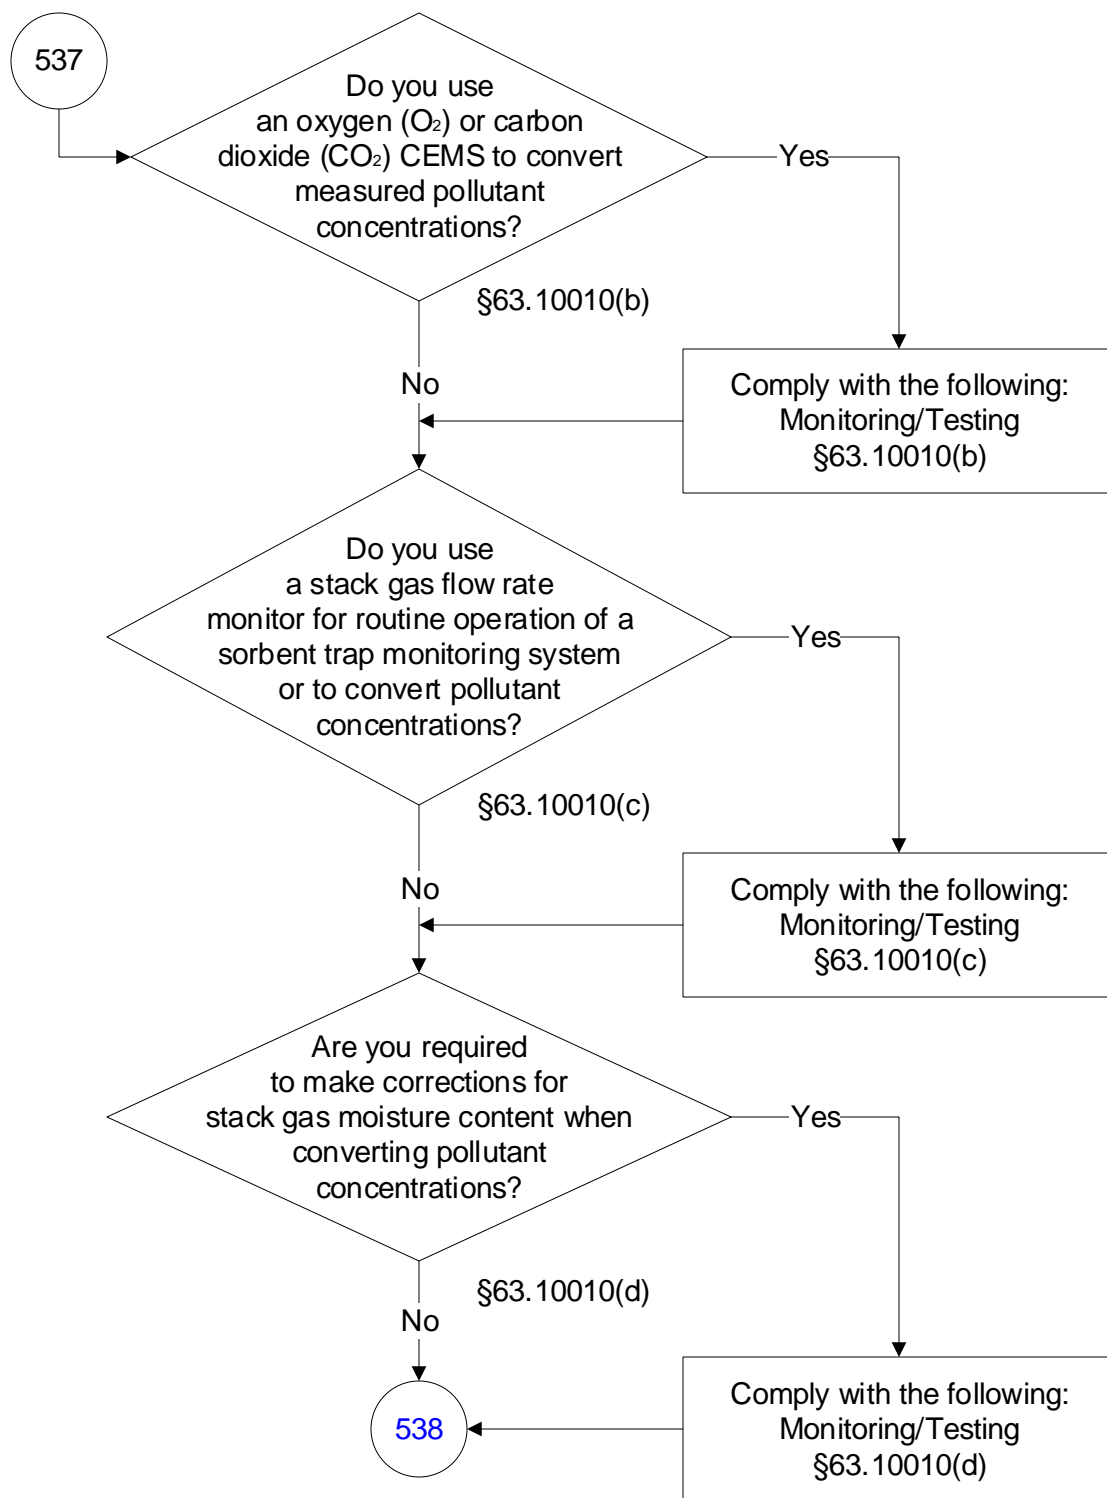 537
Do you use
an oxygen (O₂) or carbon
dioxide (CO₂) CEMS to convert
measured pollutant
concentrations?
Yes
§63.10010(b)
No
Comply with the following:
Monitoring/Testing
§63.10010(b)
Do you use
a stack gas flow rate
monitor for routine operation of a
sorbent trap monitoring system
or to convert pollutant
concentrations?
Yes
§63.10010(c)
No
Comply with the following:
Monitoring/Testing
§63.10010(c)
Are you required
to make corrections for
stack gas moisture content when
converting pollutant
concentrations?
Yes
§63.10010(d)
No
Comply with the following:
Monitoring/Testing
§63.10010(d)
538